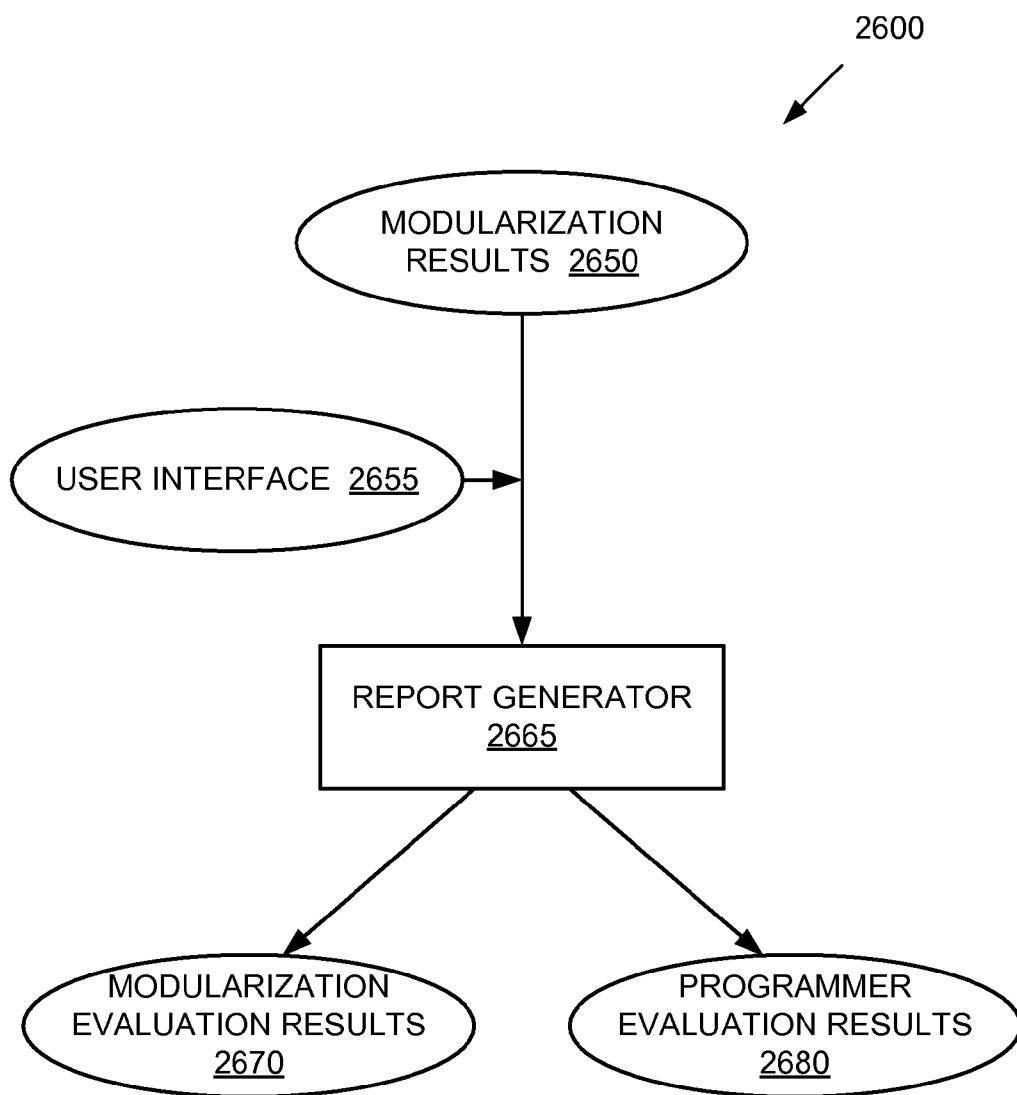 2600
MODULARIZATION
RESULTS 2650
USER INTERFACE 2655
REPORT GENERATOR
2665
MODULARIZATION
EVALUATION RESULTS
2670
PROGRAMMER
EVALUATION RESULTS
2680